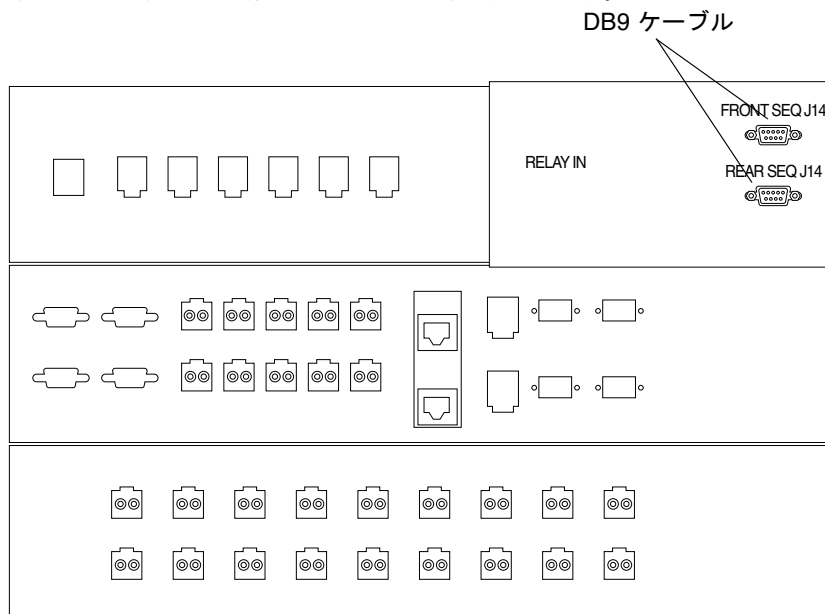 DB9 ケーブル
FRONT SEQ J14
RELAY IN
REAR SEQ J14